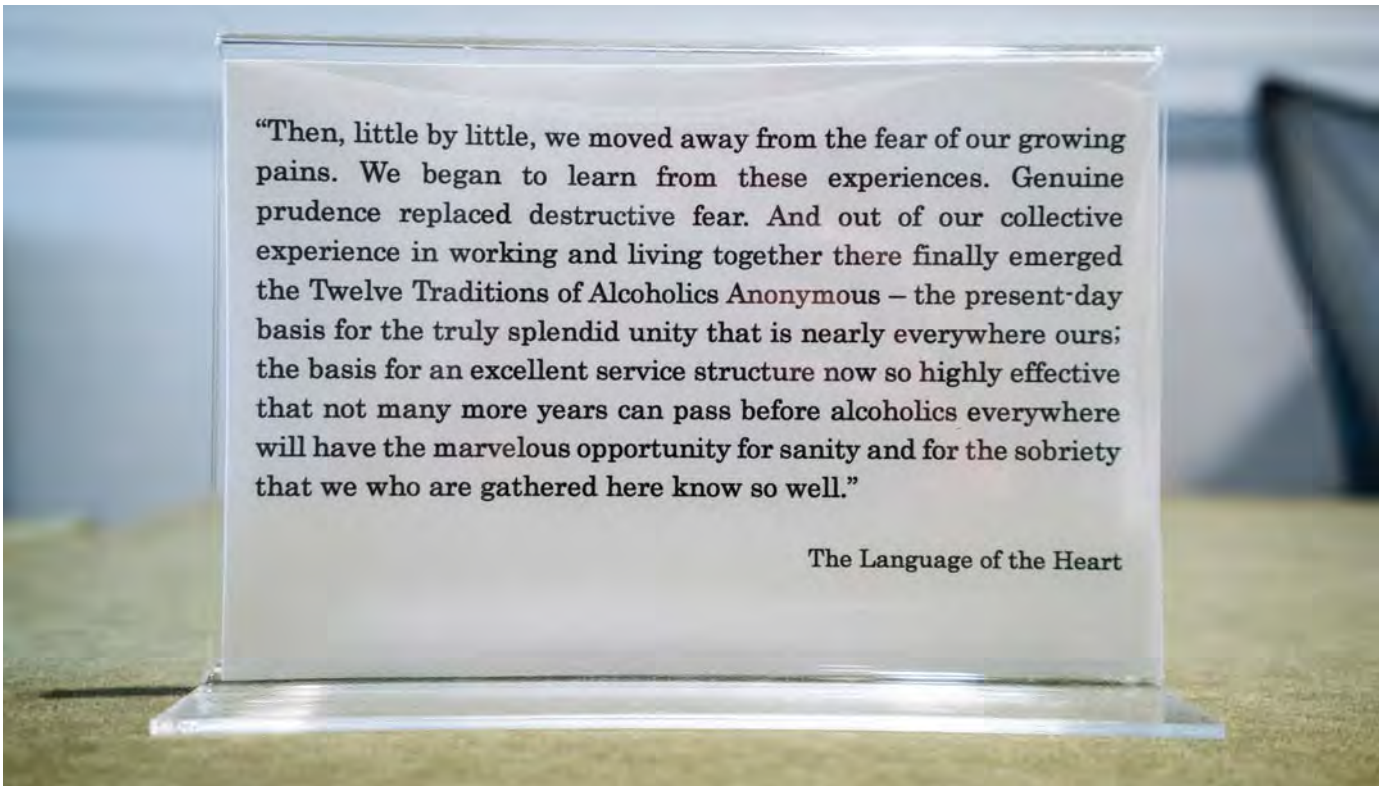 “Then, little by little, we moved away from the fear of our growing
pains. We began to learn from these experiences. Genuine
prudence replaced destructive fear. And out of our collective
experience in working and living together there finally emerged
the Twelve Traditions of Alcoholics Anonymous – the present-day
basis for the truly splendid unity that is nearly everywhere ours;
the basis for an excellent service structure now so highly effective
that not many more years can pass before alcoholics everywhere
will have the marvelous opportunity for sanity and for the sobriety
that we who are gathered here know so well.”
The Language of the Heart